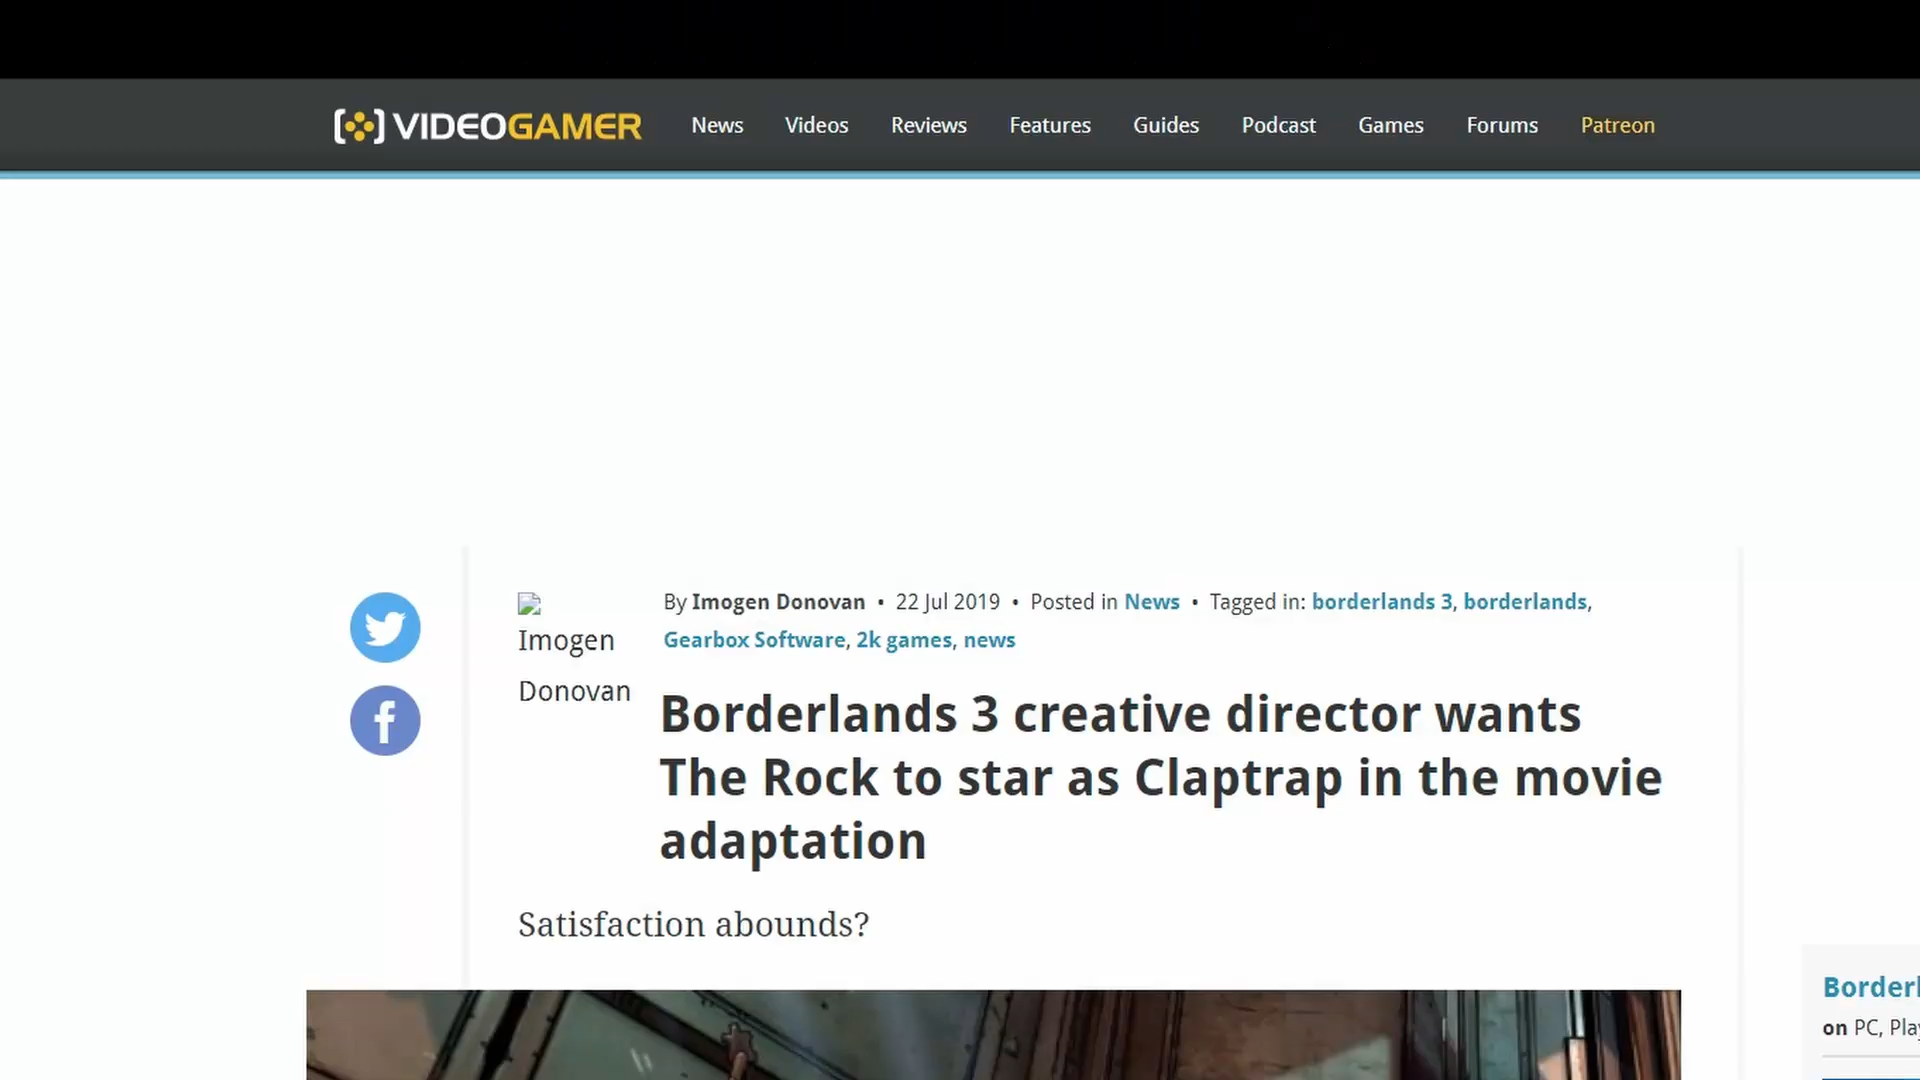 VIDEOGAMER News Videos Reviews Features Guides Podcast Games Forums Patreon
Imogen
Donovan
By Imogen Donovan • 22 Jul 2019 • Posted in News • Tagged in: borderlands 3, borderlands,
Gearbox Software, 2k games, news
Borderlands 3 creative director wants
The Rock to star as Claptrap in the movie
adaptation
Satisfaction abounds?
on PC,